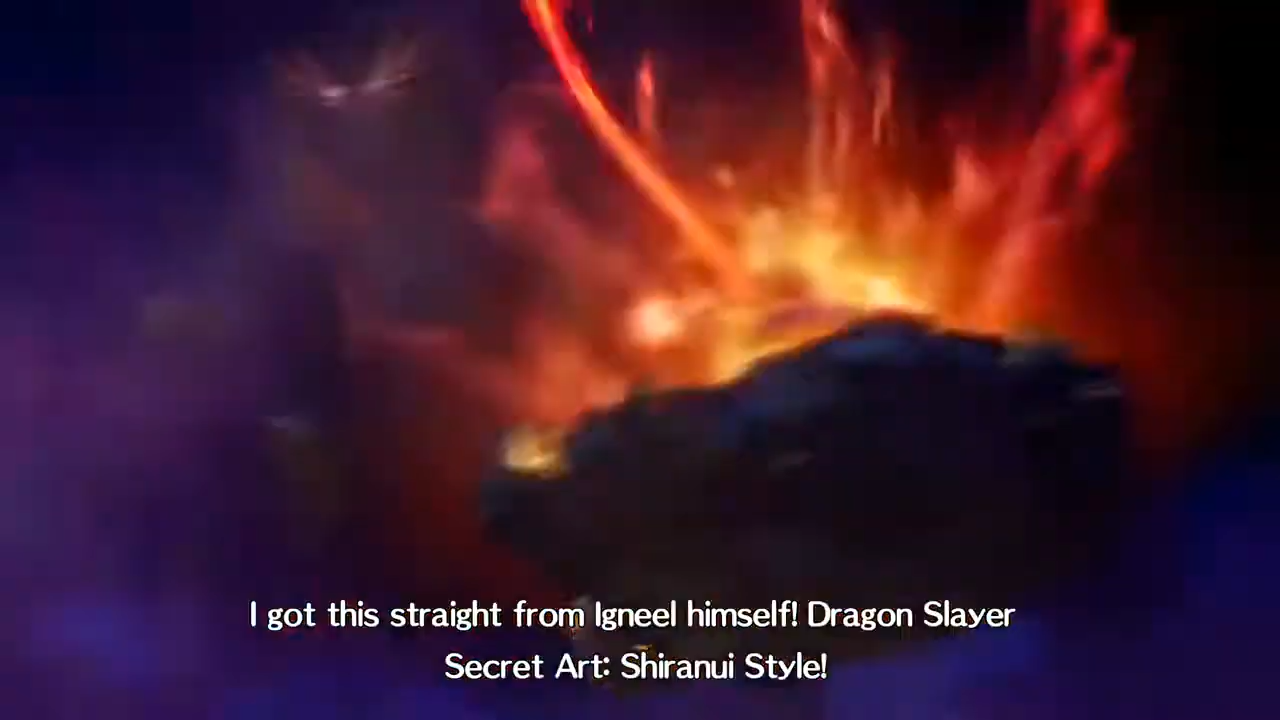 I got this straight from Igneel himself! Dragon Slayer
Secret Art: Shiranui Style!